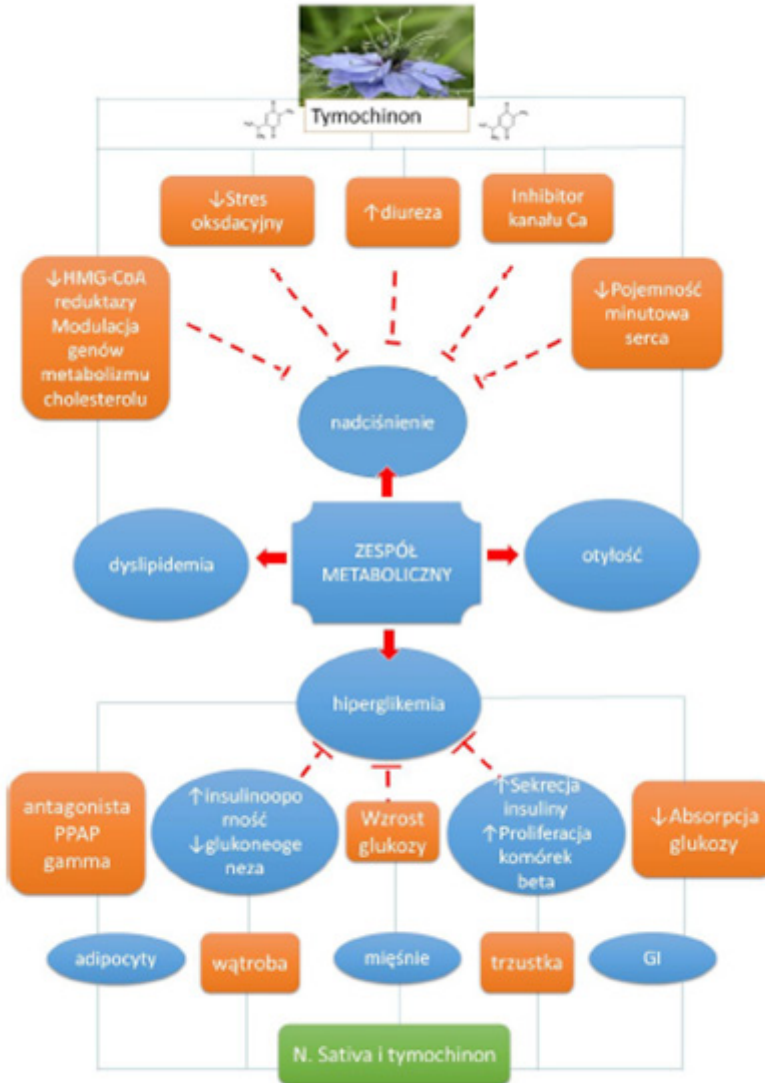 Tymochinon
↓Stres
oksdacyjny
↑diureza
Inhibitor
kanału Ca
↓HMG-CoA
reduktazy
Modulacja
genów
metabolizmu
cholesterolu
↓Pojemność
minutowa
serca
nadciśnienie
dyslipidemia
ZESPÓŁ
METABOLICZNY
otyłość
hiperglikemia
antagonista
PPAP
gamma
↑insulinoopo
rność
↓glukoneoge
neza
Wzrost
glukozy
↑Sekrecja
insuliny
↑Proliferacja
komórek
beta
↓Absorpcja
glukozy
adipocyty
wątroba
mięśnie
trzustka
GI
N. Sativa i tymochinon